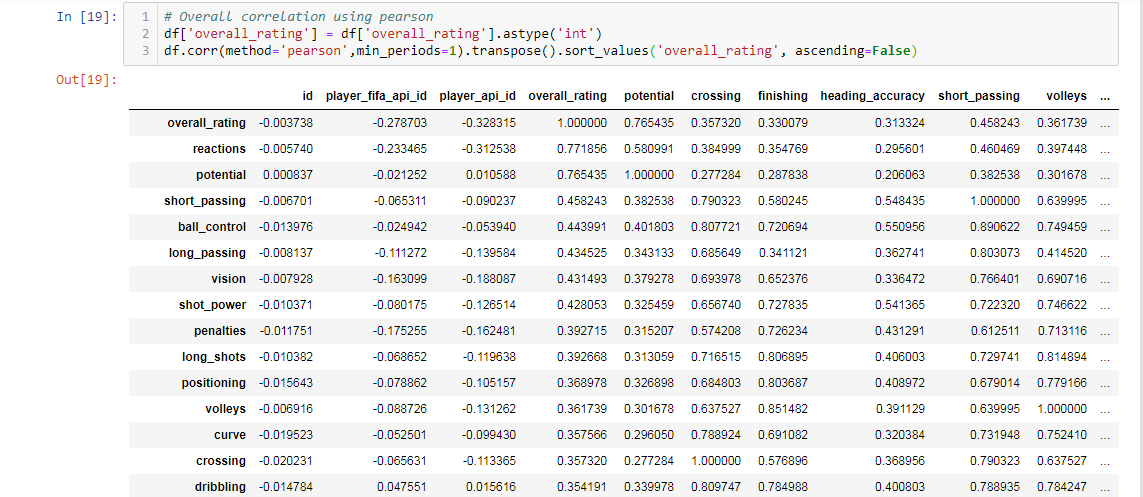 In [19]: 1 # Overall correlation using pearson
2 df['overall_rating'] = df['overall_rating'].astype('int')
3 df.corr(method='pearson',min_periods=1).transpose().sort_values('overall_rating', ascending=False)
Out[19]:
id player_fifa_api_id player_api_id overall_rating potential crossing finishing heading_accuracy short_passing volleys ...
overall_rating -0.003738 -0.278703 -0.328315 1.000000 0.765435 0.357320 0.330079 0.313324 0.458243 0.361739 ...
reactions -0.005740 -0.233465 -0.312538 0.771856 0.580991 0.384999 0.354769 0.295601 0.460469 0.397448 ...
potential 0.000837 -0.021252 0.010588 0.765435 1.000000 0.277284 0.287838 0.206063 0.382538 0.301678 ...
short_passing -0.006701 -0.065311 -0.090237 0.458243 0.382538 0.790323 0.580245 0.548435 1.000000 0.639995 ...
ball_control -0.013976 -0.024942 -0.053940 0.443991 0.401803 0.807721 0.720694 0.550956 0.890622 0.749459 ...
long_passing -0.008137 -0.111272 -0.139584 0.434525 0.343133 0.685649 0.341121 0.362741 0.803073 0.414520 ...
vision -0.007928 -0.163099 -0.188087 0.431493 0.379278 0.693978 0.652376 0.336472 0.766401 0.690716 ...
shot_power -0.010371 -0.080175 -0.126514 0.428053 0.325459 0.656740 0.727835 0.541365 0.722320 0.746622 ...
penalties -0.011751 -0.175255 -0.162481 0.392715 0.315207 0.574208 0.726234 0.431291 0.612511 0.713116 ...
long_shots -0.010382 -0.068652 -0.119638 0.392668 0.313059 0.716515 0.806895 0.406003 0.729741 0.814894 ...
positioning -0.015643 -0.078862 -0.105157 0.368978 0.326898 0.684803 0.803687 0.408972 0.679014 0.779166 ...
volleys -0.006916 -0.088726 -0.131262 0.361739 0.301678 0.637527 0.851482 0.391129 0.639995 1.000000 ...
curve -0.019523 -0.052501 -0.099430 0.357566 0.296050 0.788924 0.691082 0.320384 0.731948 0.752410 ...
crossing -0.020231 -0.065631 -0.113365 0.357320 0.277284 1.000000 0.576896 0.368956 0.790323 0.637527 ...
dribbling -0.014784 0.047551 0.015616 0.354191 0.339978 0.809747 0.784988 0.400803 0.788935 0.784247 ...